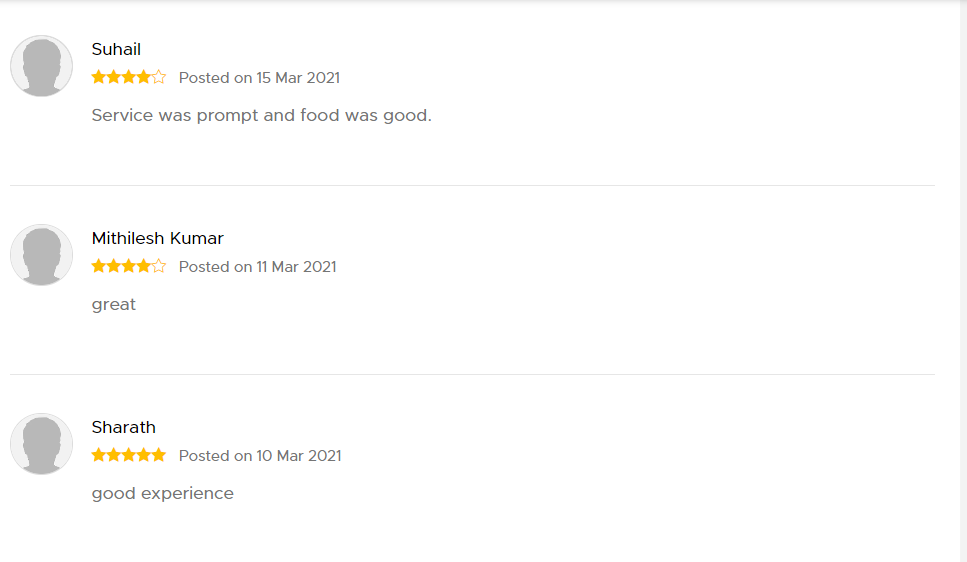 Suhail
Posted on 15 Mar 2021
Service was prompt and food was good.
Mithilesh Kumar
Posted on 11 Mar 2021
great
Sharath
Posted on 10 Mar 2021
good experience